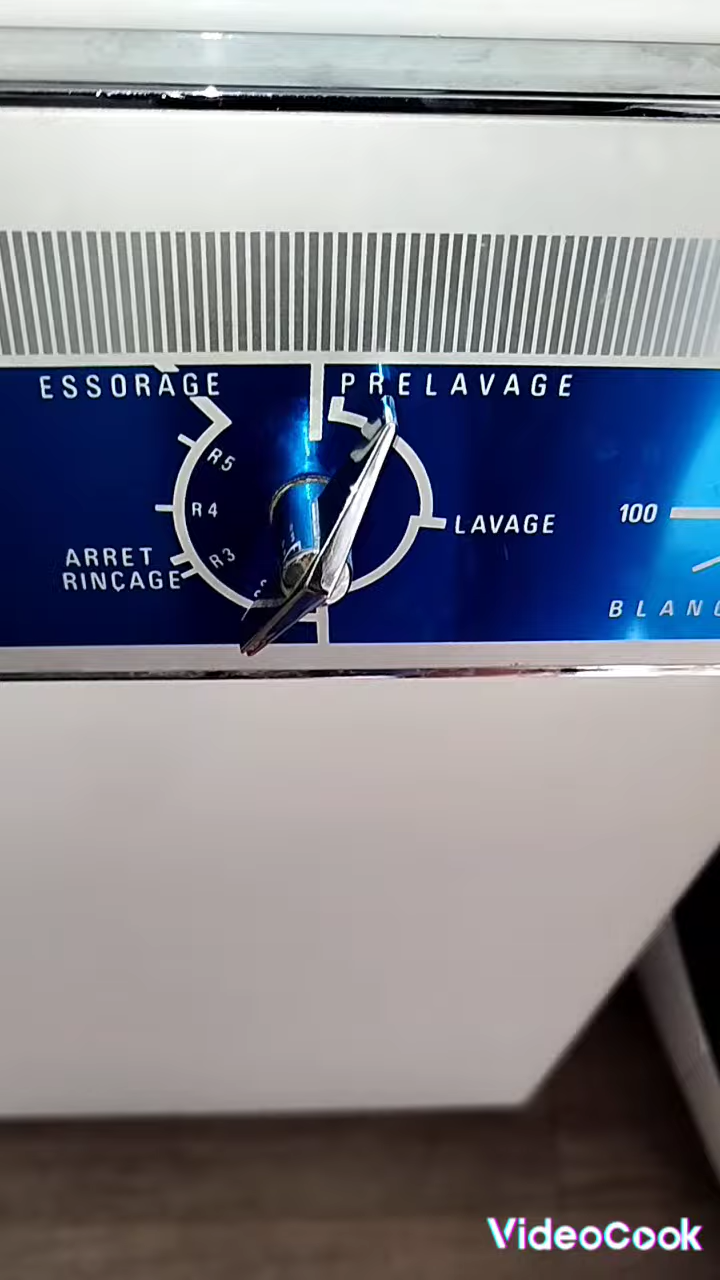 ESSORAGE
PRELAVAGE
R5
R4
LAVAGE
100
ARRET
RINÇAGE
R3
VideoCook